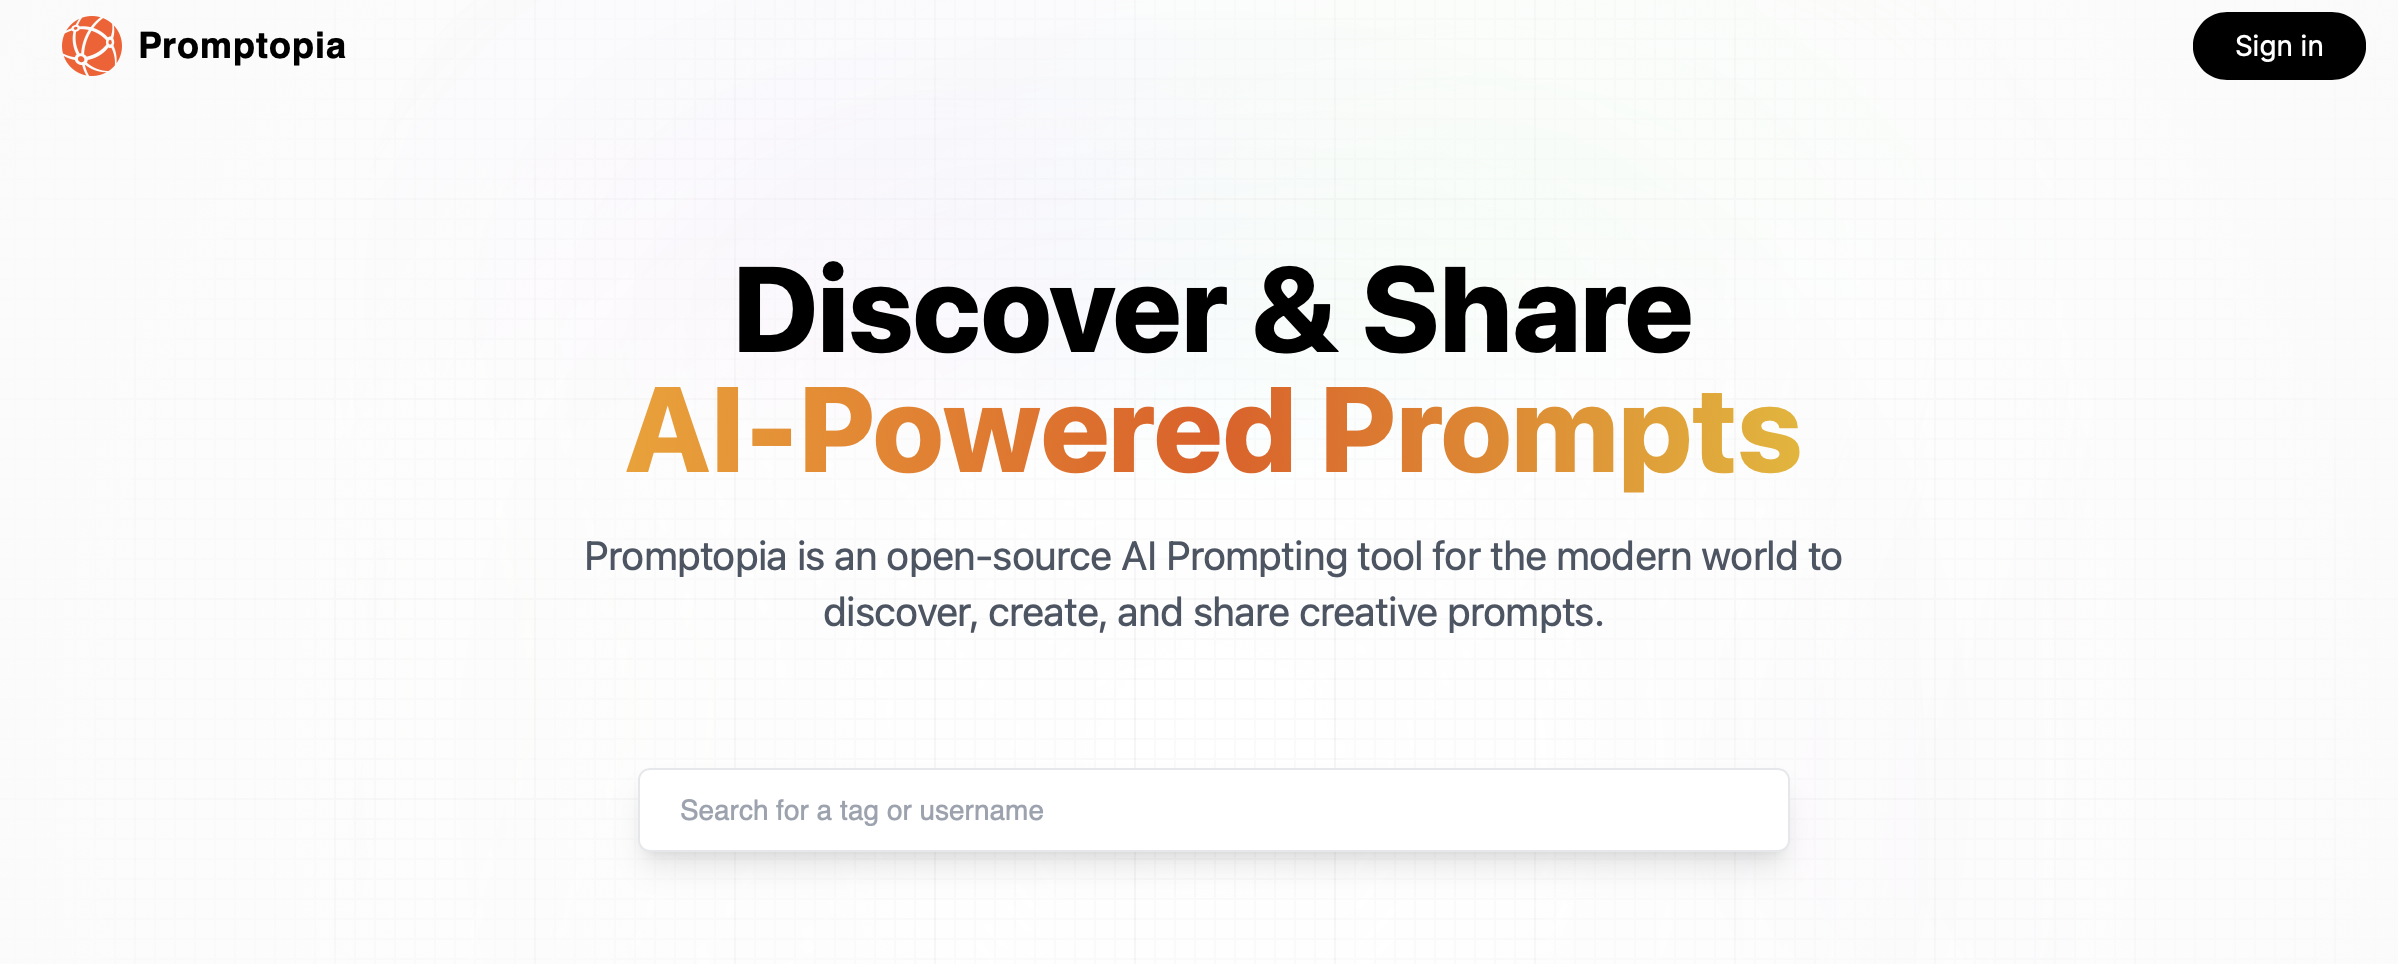 Promptopia
Sign in
Discover & Share
AI-Powered Prompts
Promptopia is an open-source AI Prompting tool for the modern world to
discover, create, and share creative prompts.
Search for a tag or username